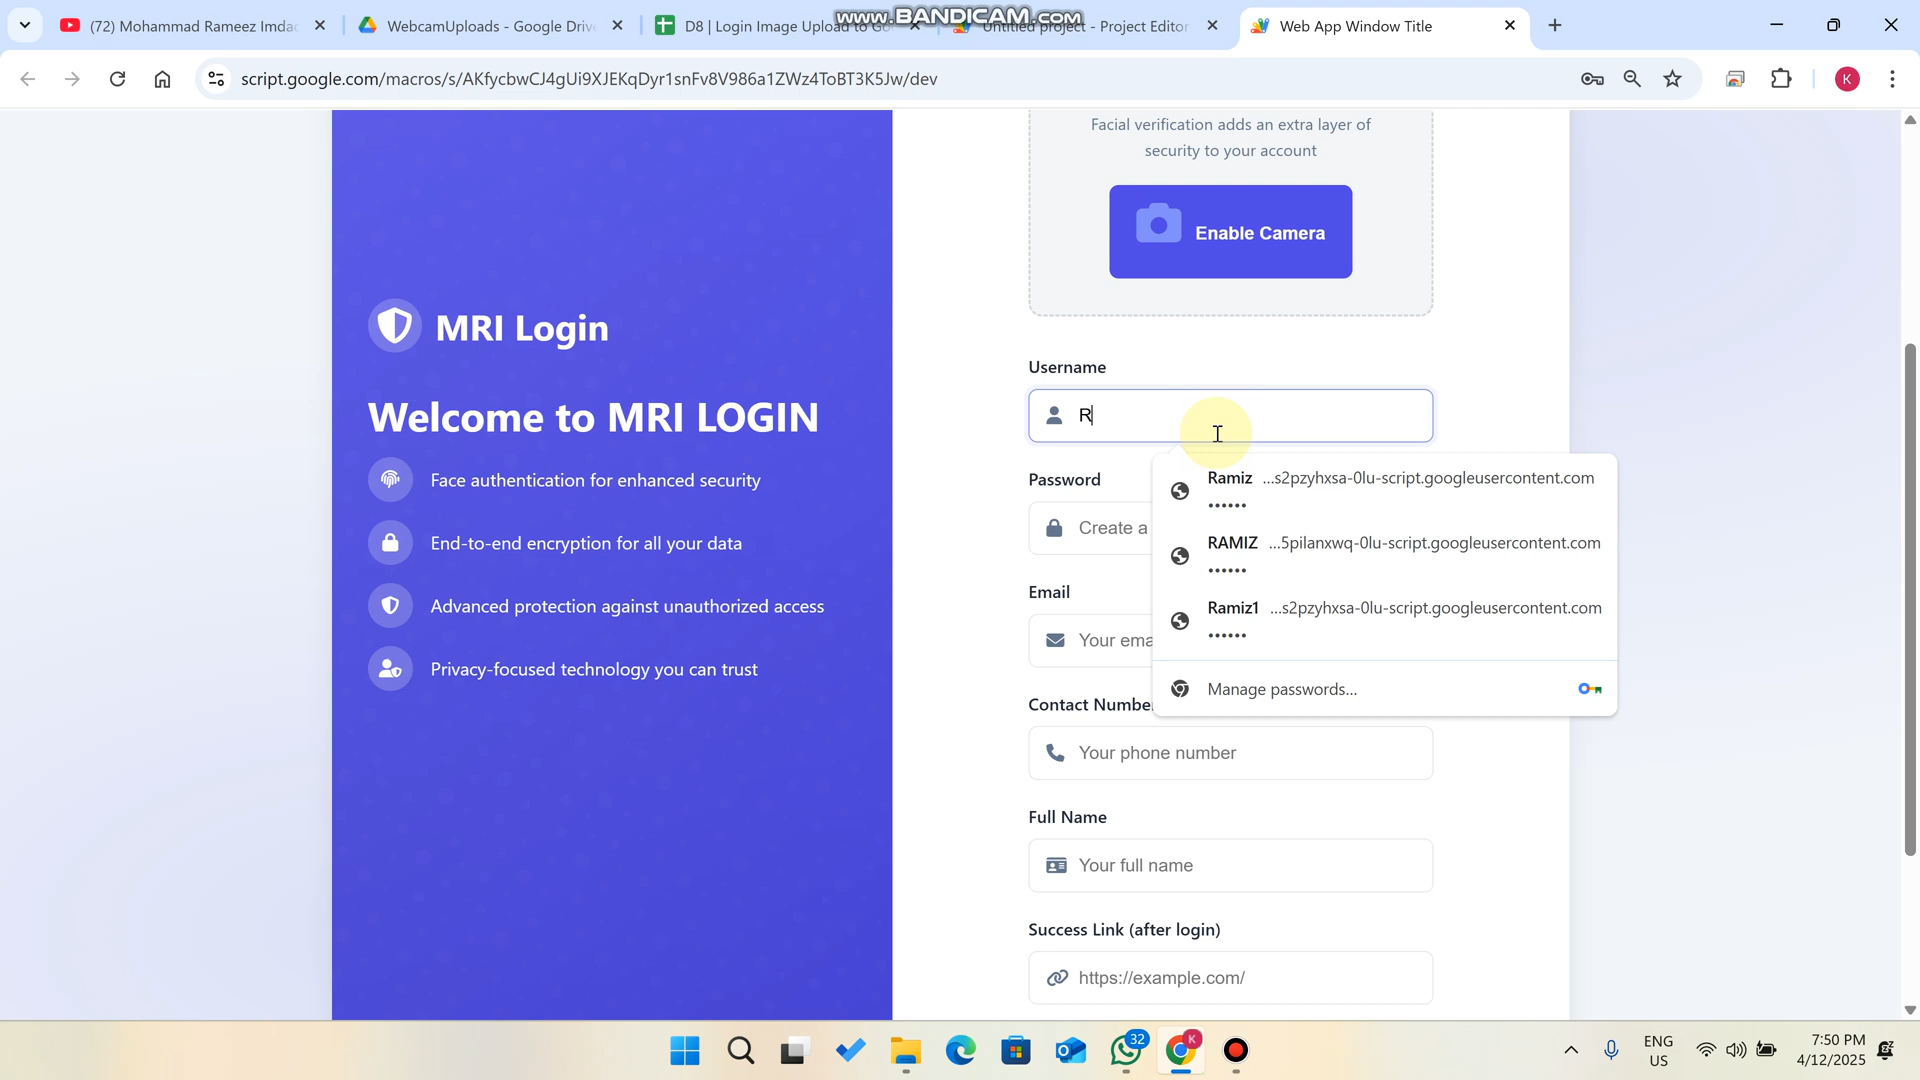 (72) Mohammad Rameez Imdad
WebcamUploads - Google Drive
D8 | Login Image Upload to Go
Untitled project - Project Editor
Web App Window Title
www.BANDICAM.com
script.google.com/macros/s/AKfycbwCJ4gUi9XJEKqDyr1snFv8V986a1ZWz4ToBT3K5Jw/dev
K
Facial verification adds an extra layer of
security to your account
Enable Camera
MRI Login
Welcome to MRI LOGIN
Face authentication for enhanced security
End-to-end encryption for all your data
Advanced protection against unauthorized access
Privacy-focused technology you can trust
Username
R
Ramiz ...s2pzyhxsa-0lu-script.googleusercontent.com
••••••
RAMIZ ...5pilanxwq-0lu-script.googleusercontent.com
••••••
Ramiz1 ...s2pzyhxsa-0lu-script.googleusercontent.com
••••••
Manage passwords...
Password
Create a
Email
Your ema
Contact Number
Your phone number
Full Name
Your full name
Success Link (after login)
https://example.com/
32
K
ENG
US
7:50 PM
4/12/2025